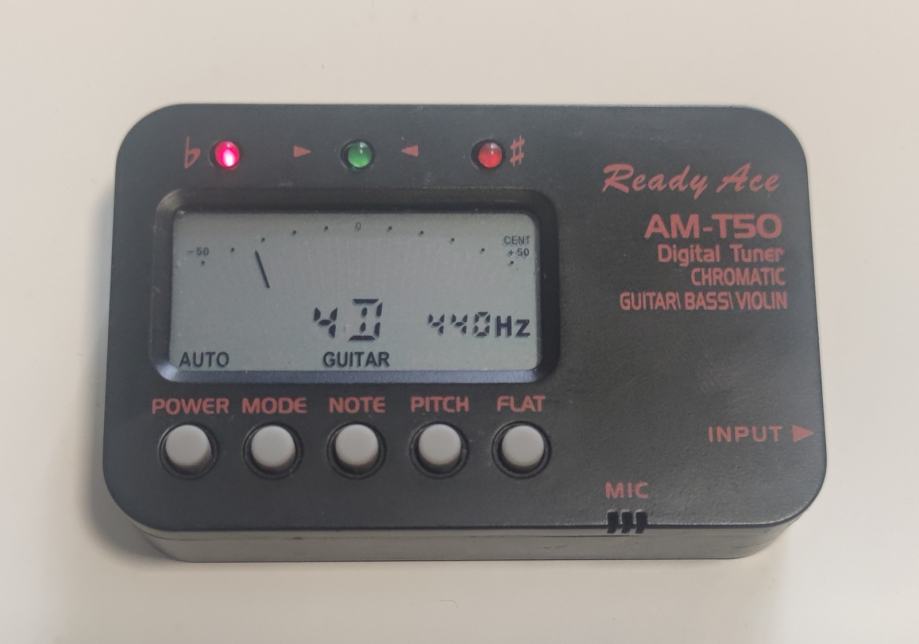 ♭ ♯
Ready Ace
AM-T50
Digital Tuner
CHROMATIC
GUITAR\ BASS\ VIOLIN
-50 0 CENT +50
4D 440Hz
AUTO GUITAR
POWER MODE NOTE PITCH FLAT
INPUT
MIC